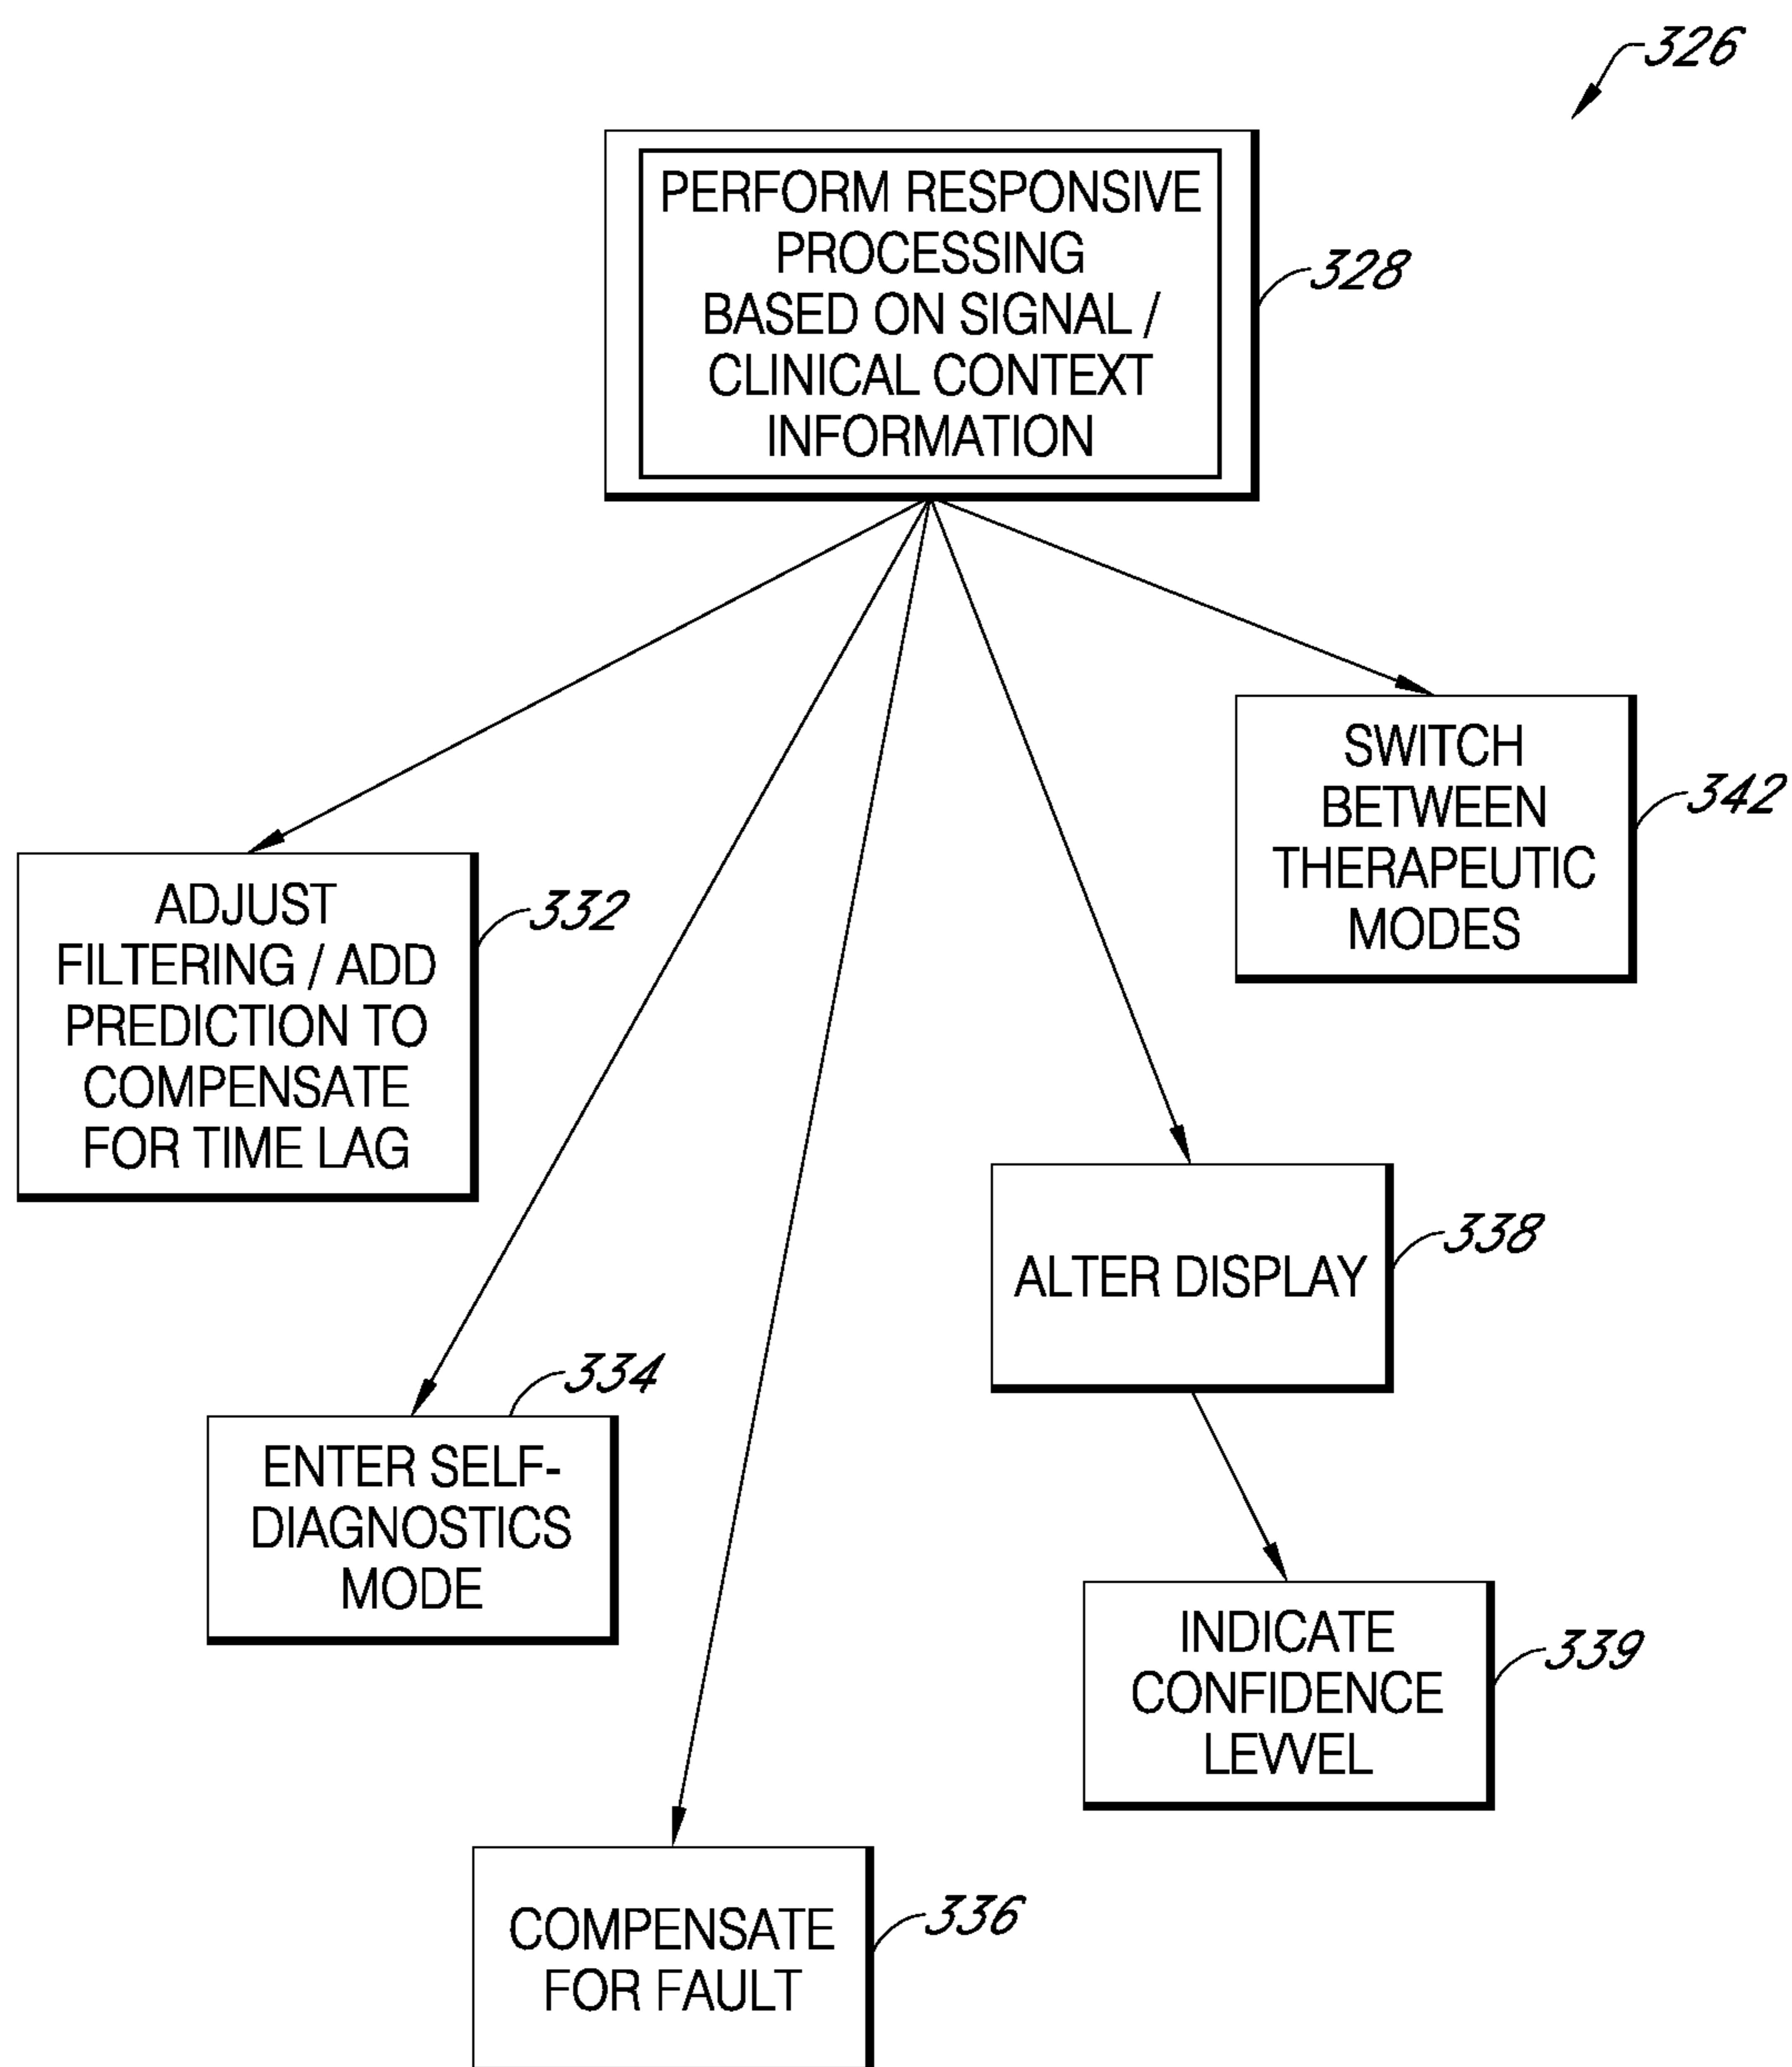 326
PERFORM RESPONSIVE
PROCESSING
BASED ON SIGNAL /
CLINICAL CONTEXT
INFORMATION
328
SWITCH
BETWEEN
THERAPEUTIC
MODES
342
ADJUST
FILTERING / ADD
PREDICTION TO
COMPENSATE
FOR TIME LAG
332
ALTER DISPLAY
338
334
ENTER SELF-
DIAGNOSTICS
MODE
INDICATE
CONFIDENCE
LEVVEL
339
COMPENSATE
FOR FAULT
336